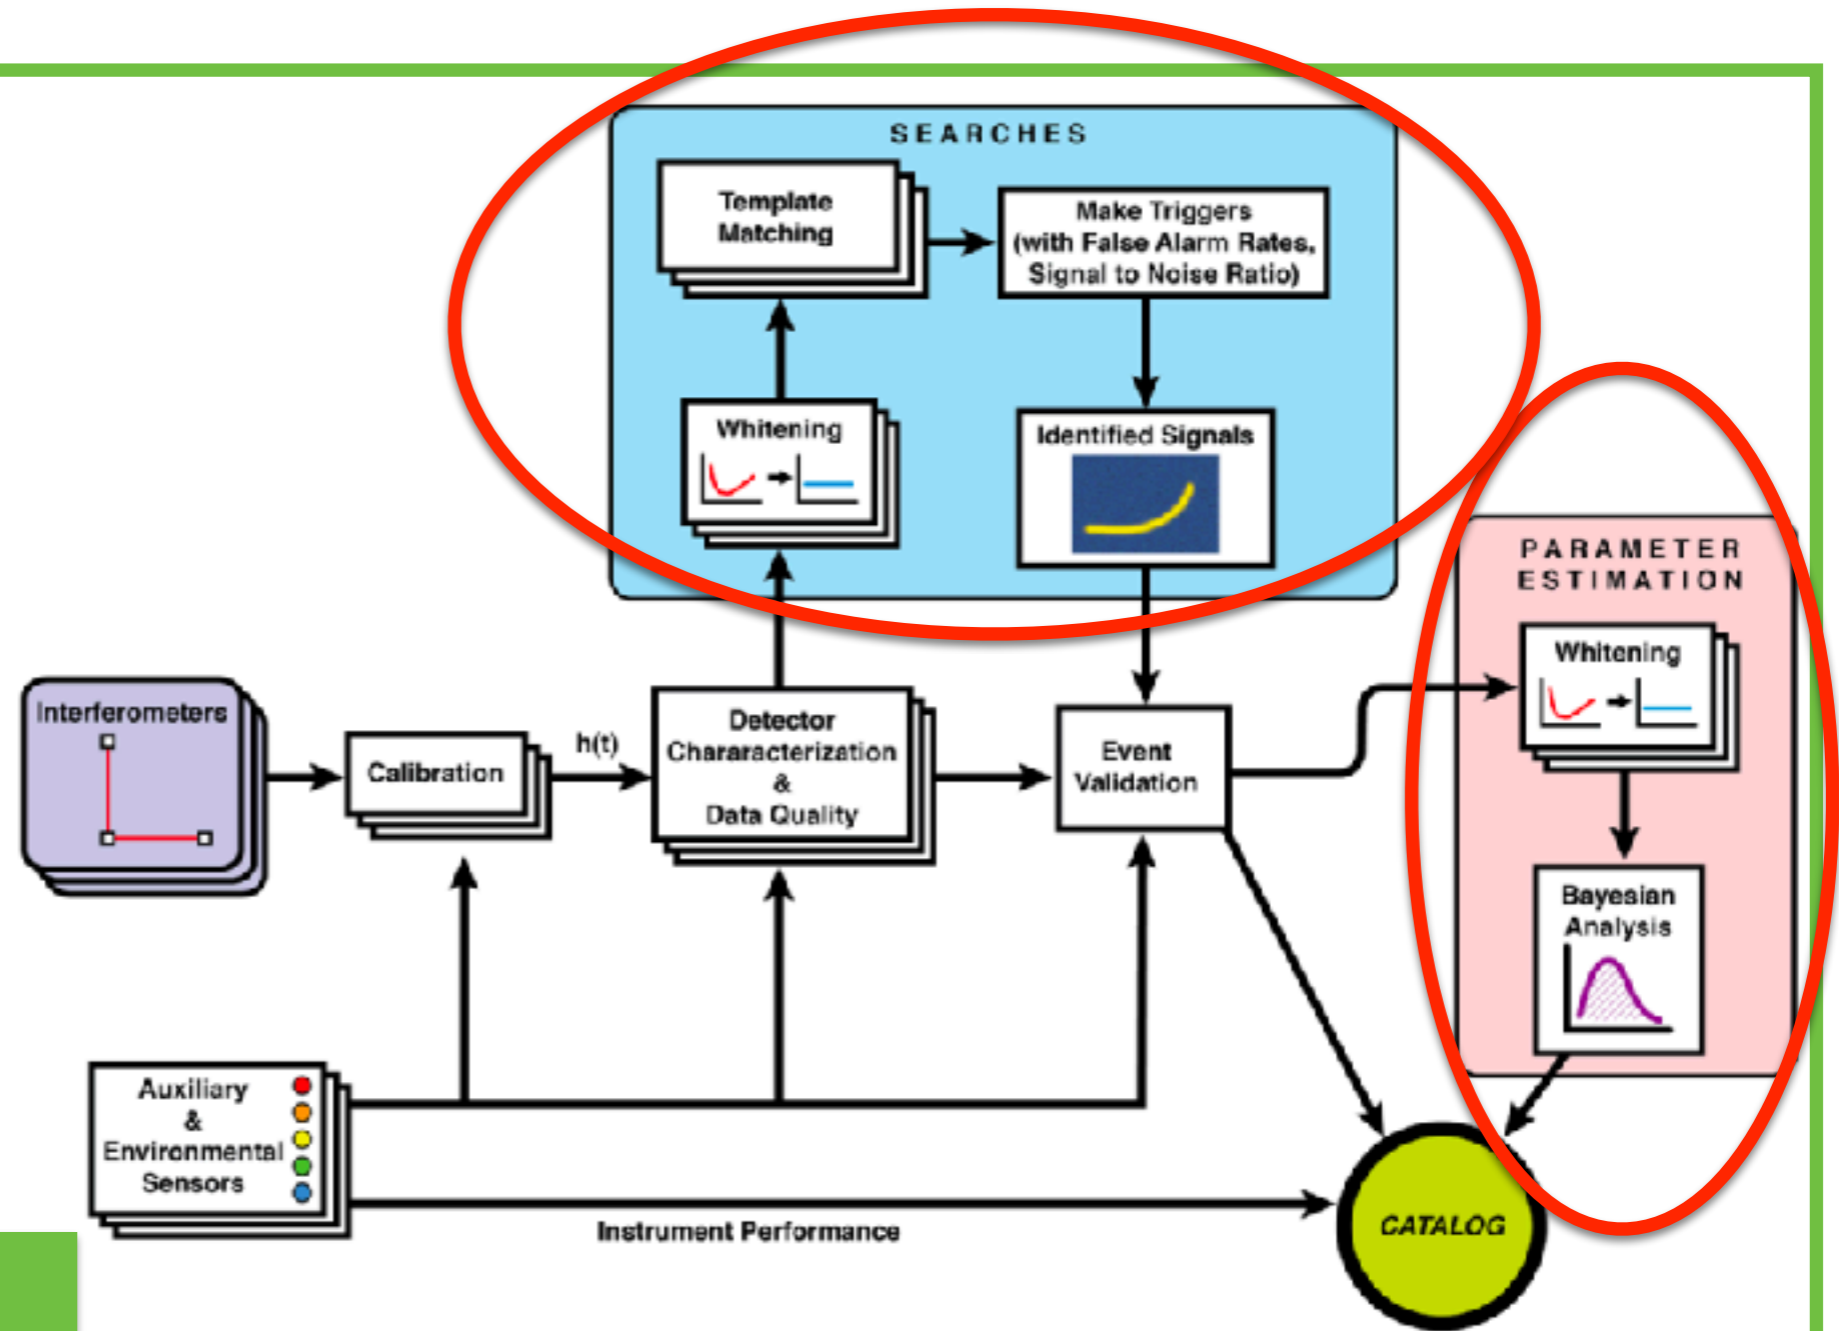 SEARCHES
Template
Matching
Make Triggers
(with False Alarm Rates,
Signal to Noise Ratio)
Whitening
Identified Signals
PARAMETER
ESTIMATION
Whitening
Interferometers
Calibration
h(t)
Detector
Chararacterization
&
Data Quality
Event
Validation
Bayesian
Analysis
Auxiliary
&
Environmental
Sensors
Instrument Performance
CATALOG